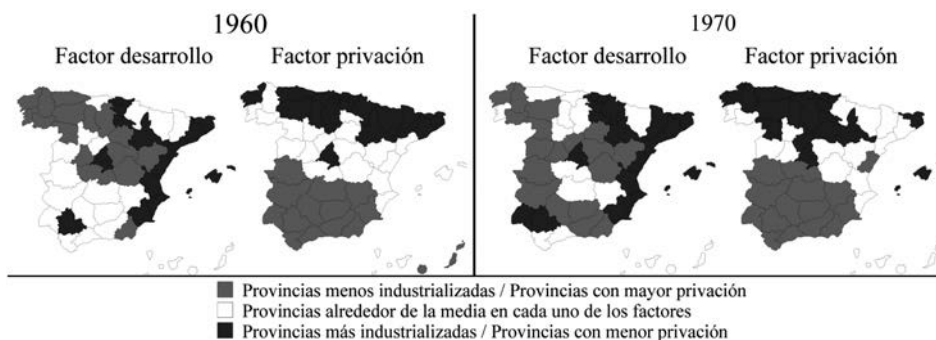 1960
1970
Factor desarrollo
Factor privación
Factor desarrollo
Factor privación
Provincias menos industrializadas / Provincias con mayor privación
Provincias alrededor de la media en cada uno de los factores
Provincias más industrializadas / Provincias con menor privación